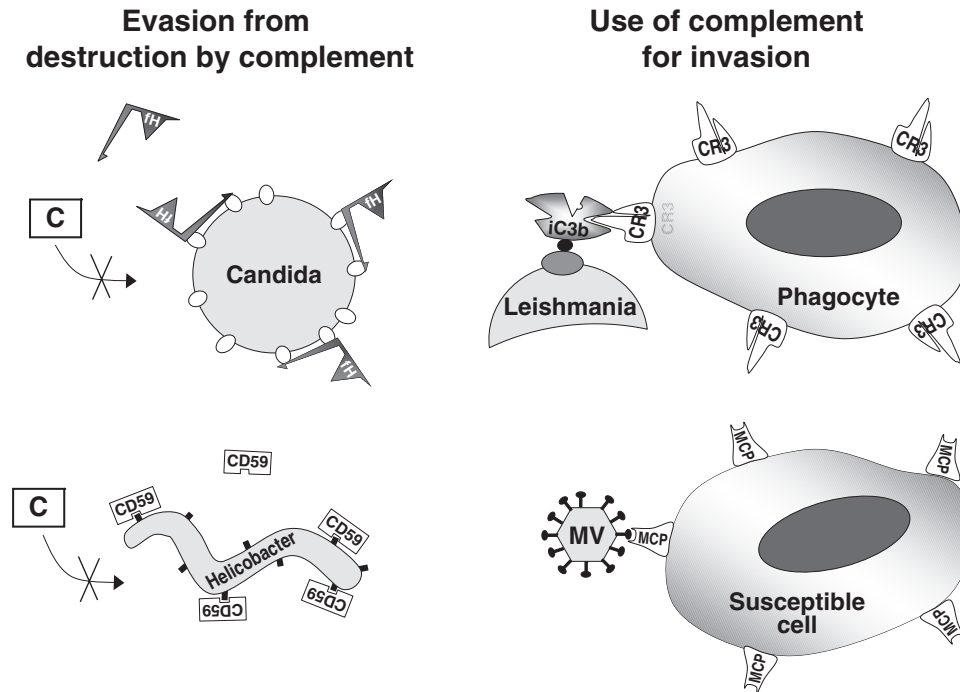 Evasion from
destruction by complement
Use of complement
for invasion
fH
C
fH
fH
Candida
fH
CR3
CR3
iC3b
CR3
CR3
Leishmania
Phagocyte
CR3
CR3
CD59
C
CD59
Helicobacter
CD59
CD59
CD59
MCP
MCP
MV
MCP
Susceptible
cell
MCP
MCP